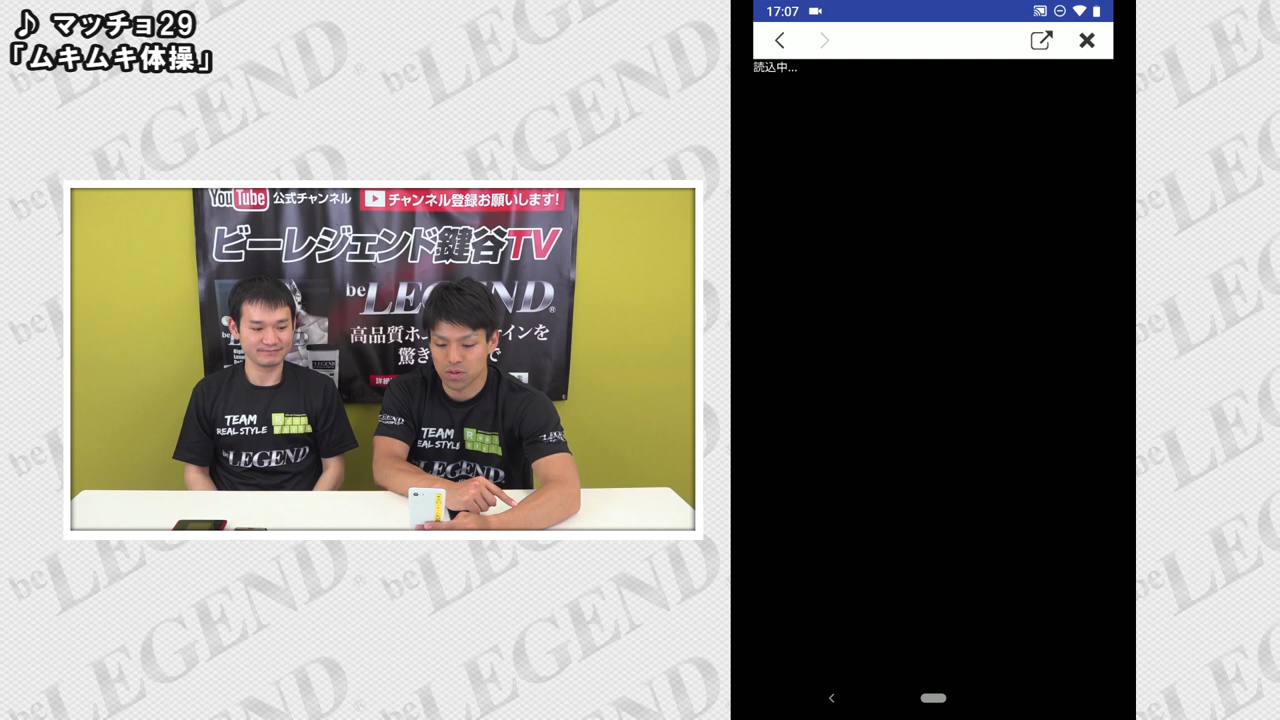 ♪ マッチョ29
「ムキムキ体操」
17:07
読込中...
YouTube 公式チャンネル
チャンネル登録お願いします!
ビーレジェンド鍵谷TV
be LEGEND®
高品質ホ
インを
驚き
で
TEAM
REAL STYLE
LEGEND
TEAM
REAL STYLE
LEGEND
be LEGEND